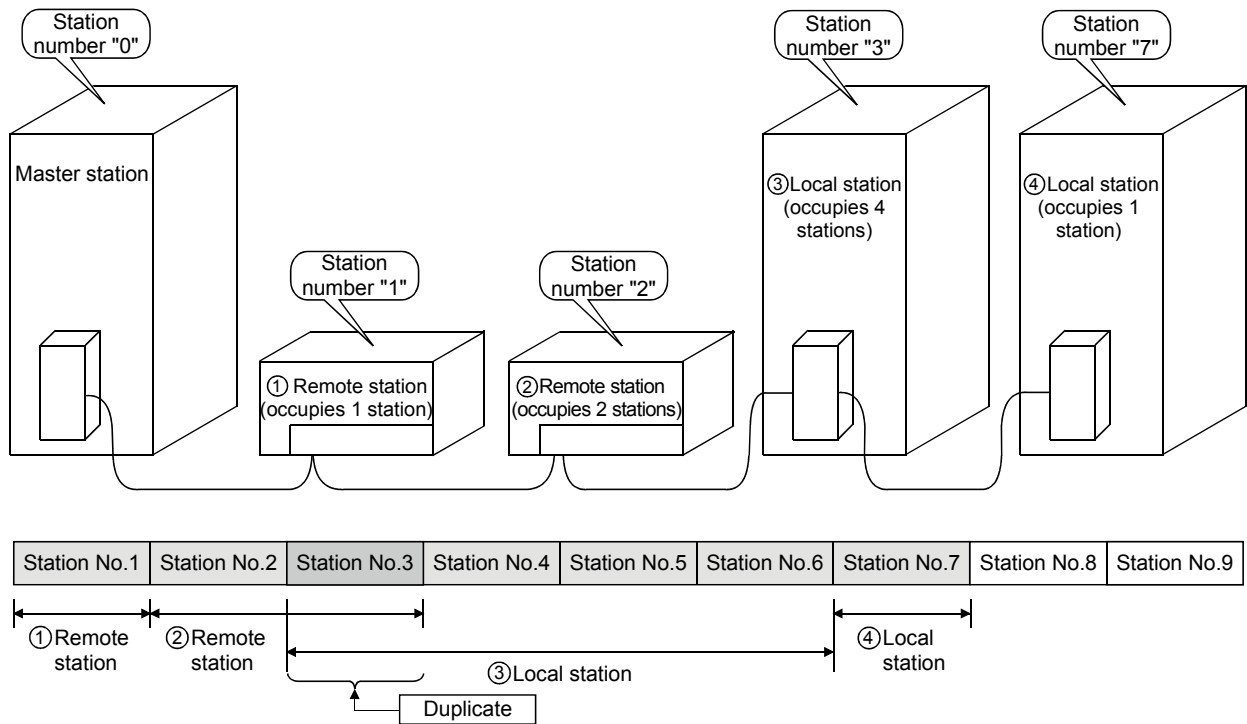 Station
number "0"
Station
number "3"
Station
number "7"
Master station
③Local station
(occupies 4
stations)
④Local station
(occupies 1
station)
Station
number "1"
Station
number "2"
① Remote station
(occupies 1 station)
②Remote station
(occupies 2 stations)
Station No.1 Station No.2 Station No.3 Station No.4 Station No.5 Station No.6 Station No.7 Station No.8 Station No.9
①Remote
station
②Remote
station
③Local station
④Local
station
Duplicate